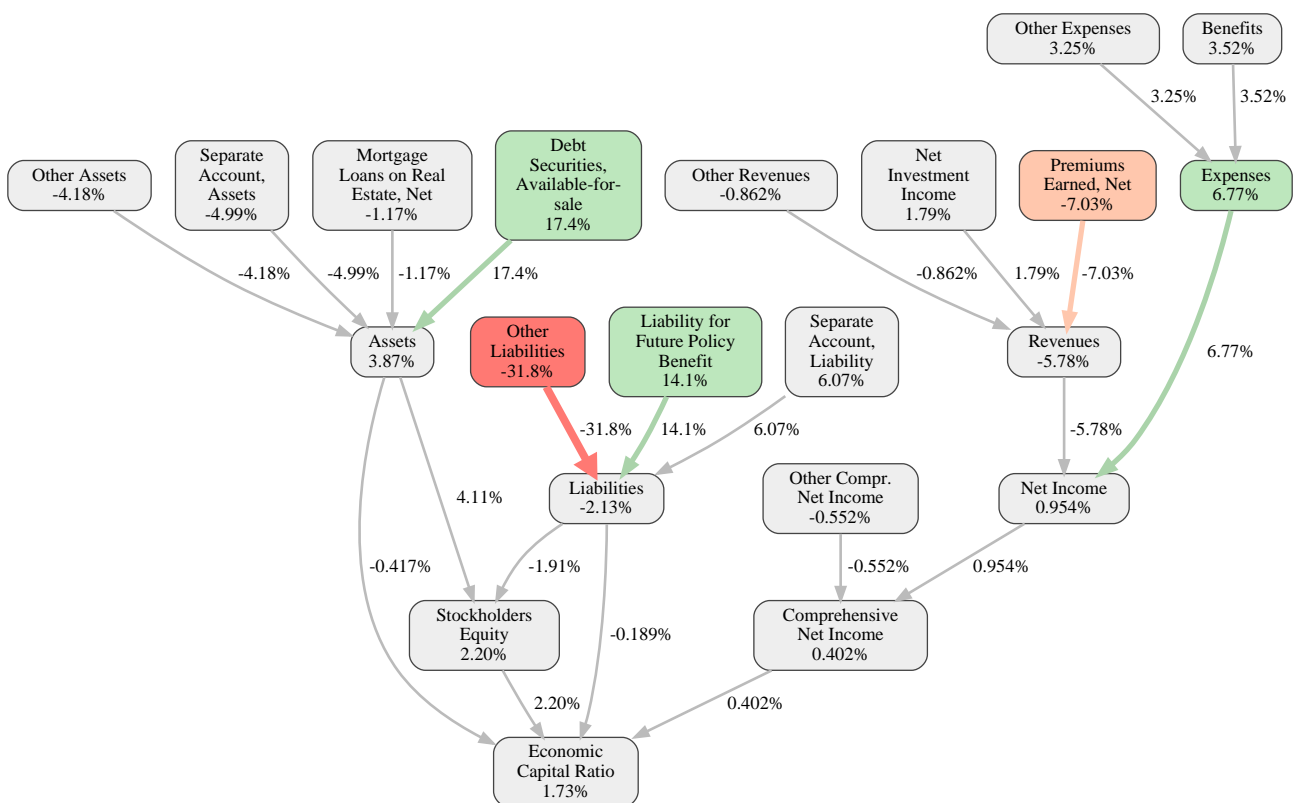 Other Expenses
3.25%
Benefits
3.52%
3.25%
3.52%
Other Assets
-4.18%
Separate
Account,
Assets
-4.99%
Mortgage
Loans on Real
Estate, Net
-1.17%
Debt
Securities,
Available-for-
sale
17.4%
Other Revenues
-0.862%
Net
Investment
Income
1.79%
Premiums
Earned, Net
-7.03%
Expenses
6.77%
-4.18%
-4.99%
-1.17%
17.4%
-0.862%
1.79%
-7.03%
Assets
3.87%
Other
Liabilities
-31.8%
Liability for
Future Policy
Benefit
14.1%
Separate
Account,
Liability
6.07%
Revenues
-5.78%
6.77%
-31.8%
14.1%
6.07%
-5.78%
4.11%
Liabilities
-2.13%
Other Compr.
Net Income
-0.552%
Net Income
0.954%
-0.417%
-1.91%
-0.552%
0.954%
Stockholders
Equity
2.20%
-0.189%
Comprehensive
Net Income
0.402%
2.20%
0.402%
Economic
Capital Ratio
1.73%